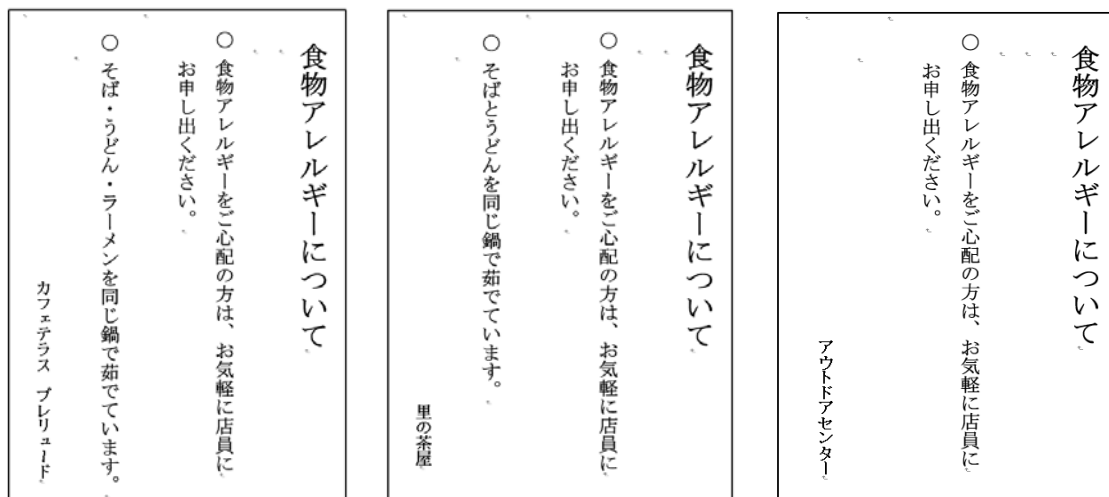 食物アレルギーについて
○ 食物アレルギーをご心配の方は、お気軽に店員に
お申し出ください。
○ そば・うどん・ラーメンを同じ鍋で茹でています。
カフェテラス プレリュード
食物アレルギーについて
○ 食物アレルギーをご心配の方は、お気軽に店員に
お申し出ください。
○ そばとうどんを同じ鍋で茹でています。
里の茶屋
食物アレルギーについて
○ 食物アレルギーをご心配の方は、お気軽に店員に
お申し出ください。
アウトドアセンター